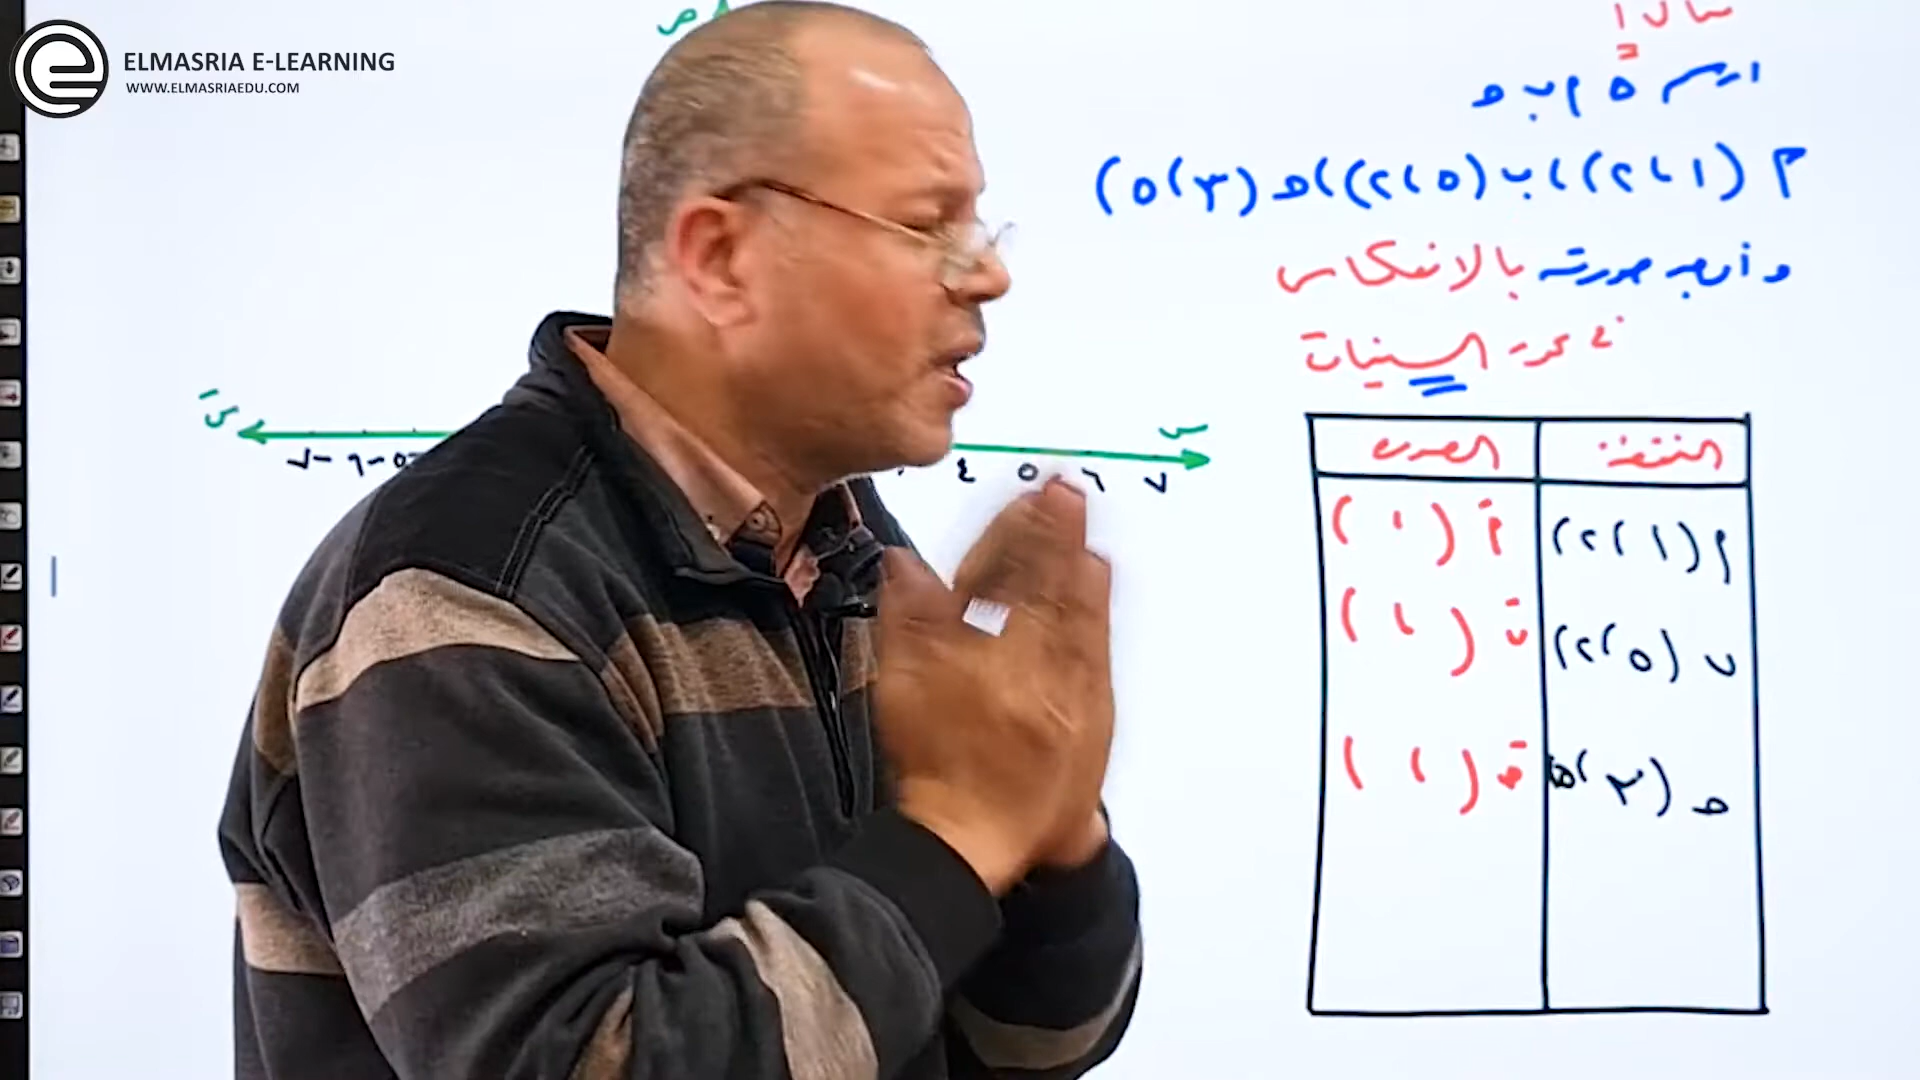 ELMASRIA E-LEARNING
WWW.ELMASRIAEDU.COM
ص
مثال ١
ارسم △ م ب ح
م (١، ٢)، ب (٥، ٢)، ح (٣، ٥)
و أوجد صورته بالانعكاس
في محور السينات
النقطة الصورة
م (١، ٢) م َ ( ، )
ب (٥، ٢) ب َ ( ، )
ح (٣، ٥) ح َ ( ، )
سَ س
٧- ٦- ٥- ٤ ٥ ٦ ٧